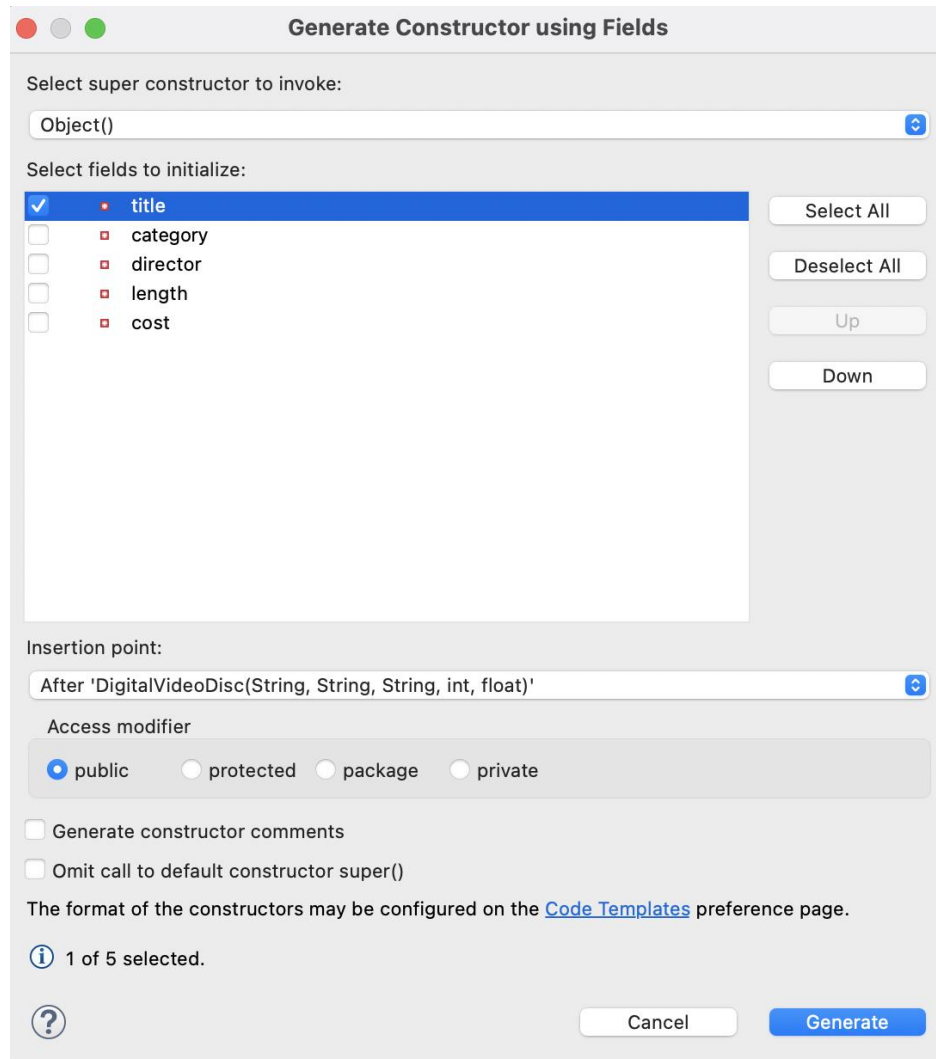 Generate Constructor using Fields
Select super constructor to invoke:
Object()
Select fields to initialize:
title
Select All
category
director
Deselect All
length
cost
Up
Down
Insertion point:
After 'DigitalVideoDisc(String, String, String, int, float)'
Access modifier
public protected package private
Generate constructor comments
Omit call to default constructor super()
The format of the constructors may be configured on the Code Templates preference page.
1 of 5 selected.
Cancel Generate